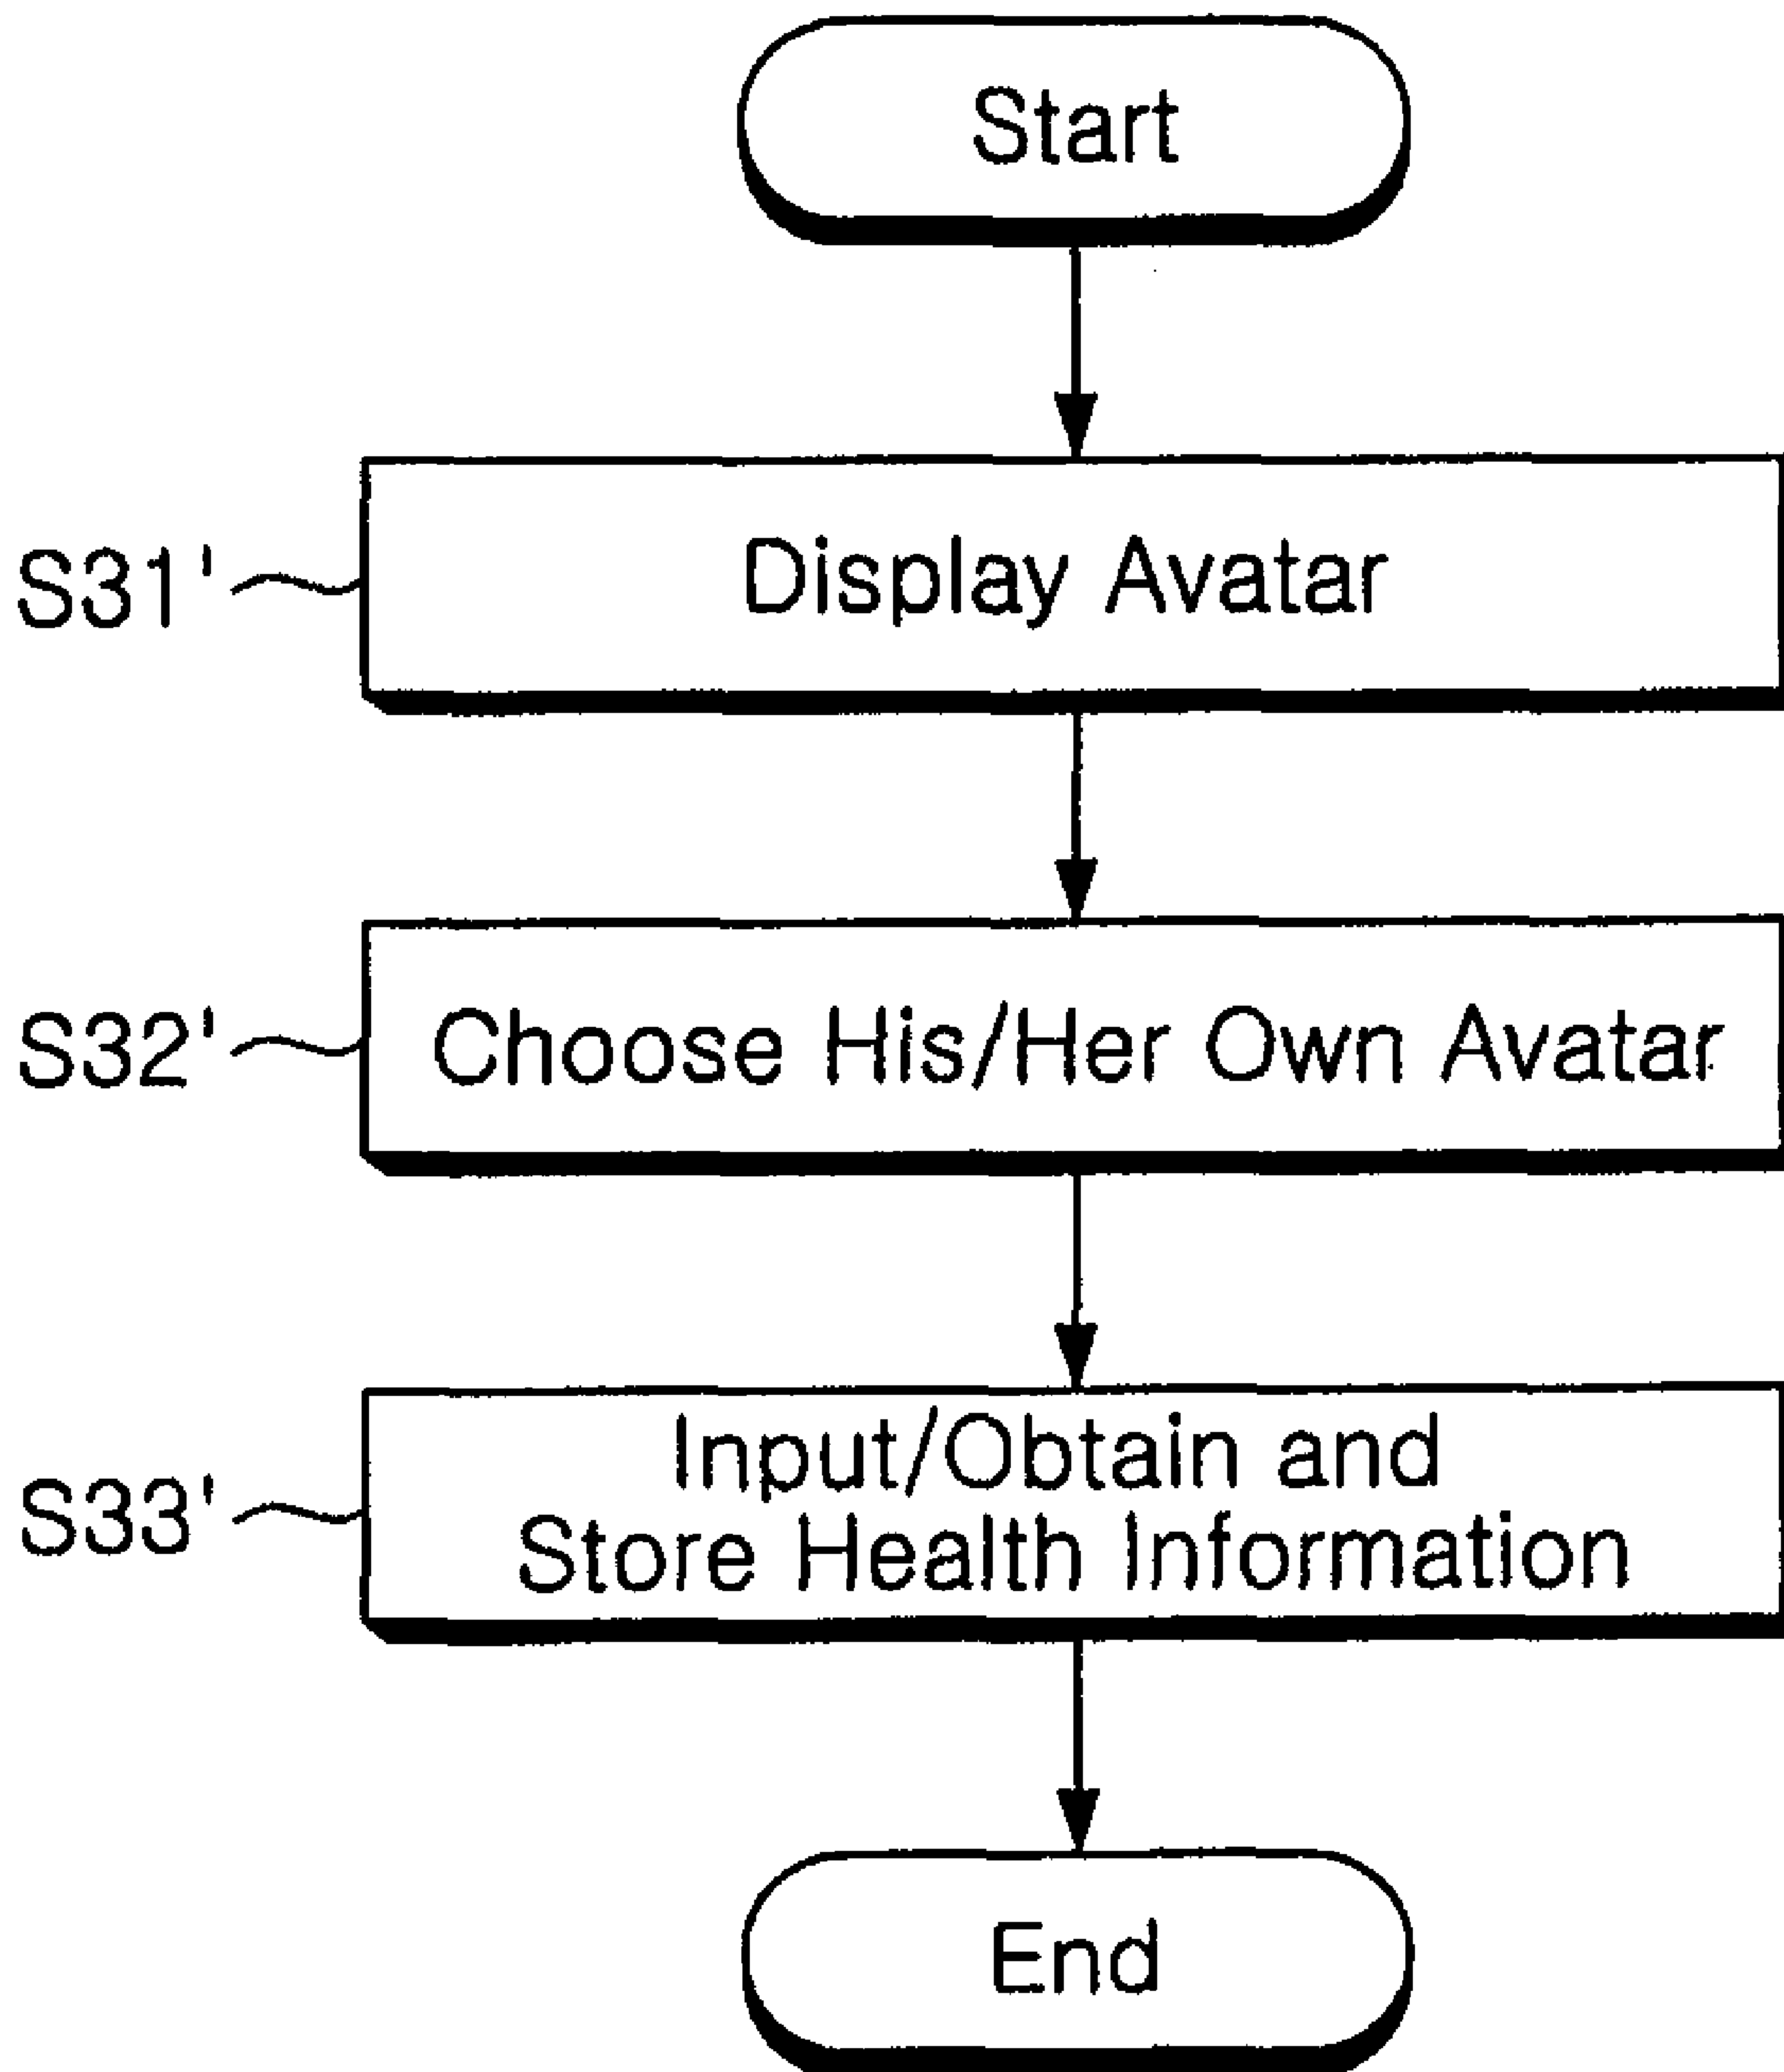 Start
S31'
Display Avatar
S32'
Choose His/Her Own Avatar
S33'
Input/Obtain and
Store Health Information
End